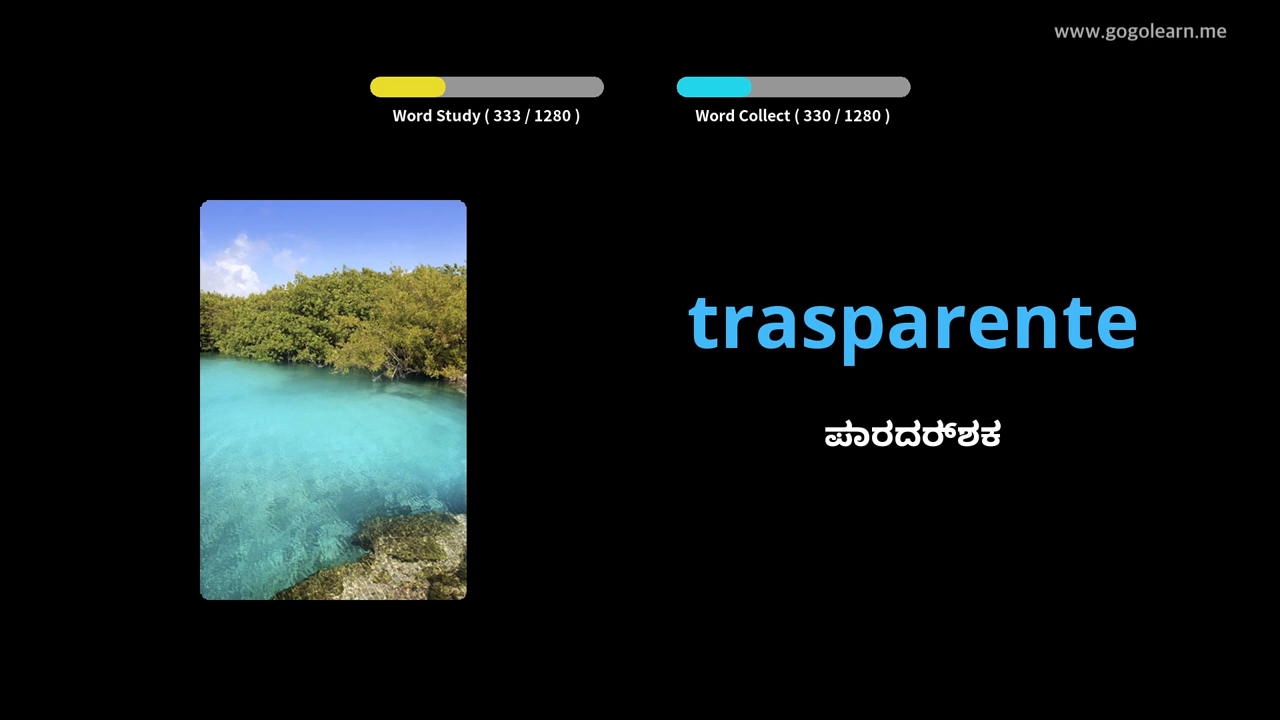 www.gogolearn.me
Word Study ( 333 / 1280 )
Word Collect ( 330 / 1280 )
trasparente
ಪಾರದರ್ಶಕ